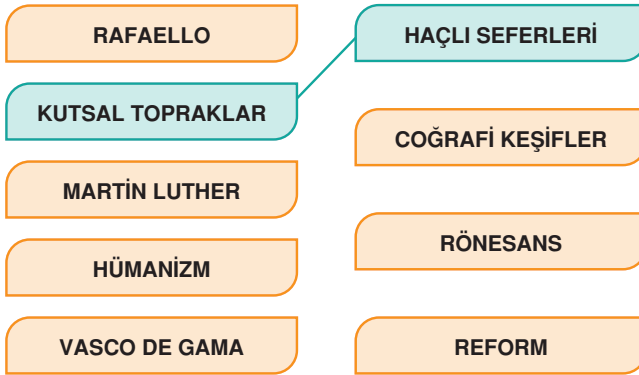 RAFAELLO
KUTSAL TOPRAKLAR
MARTİN LUTHER
HÜMANİZM
VASCO DE GAMA
HAÇLI SEFERLERİ
COĞRAFİ KEŞİFLER
RÖNESANS
REFORM